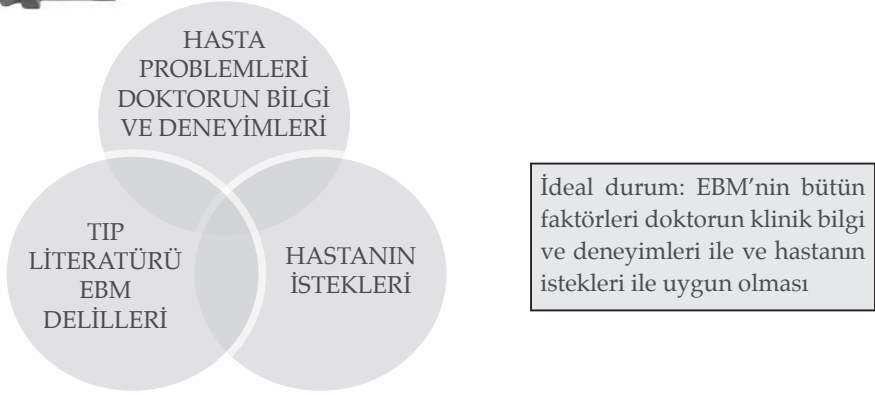 HASTA
PROBLEMLERİ
DOKTORUN BİLGİ
VE DENEYİMLERİ
TIP
LİTERATÜRÜ
EBM
DELİLLERİ
HASTANIN
İSTEKLERİ
İdeal durum: EBM’nin bütün
faktörleri doktorun klinik bilgi
ve deneyimleri ile ve hastanın
istekleri ile uygun olması